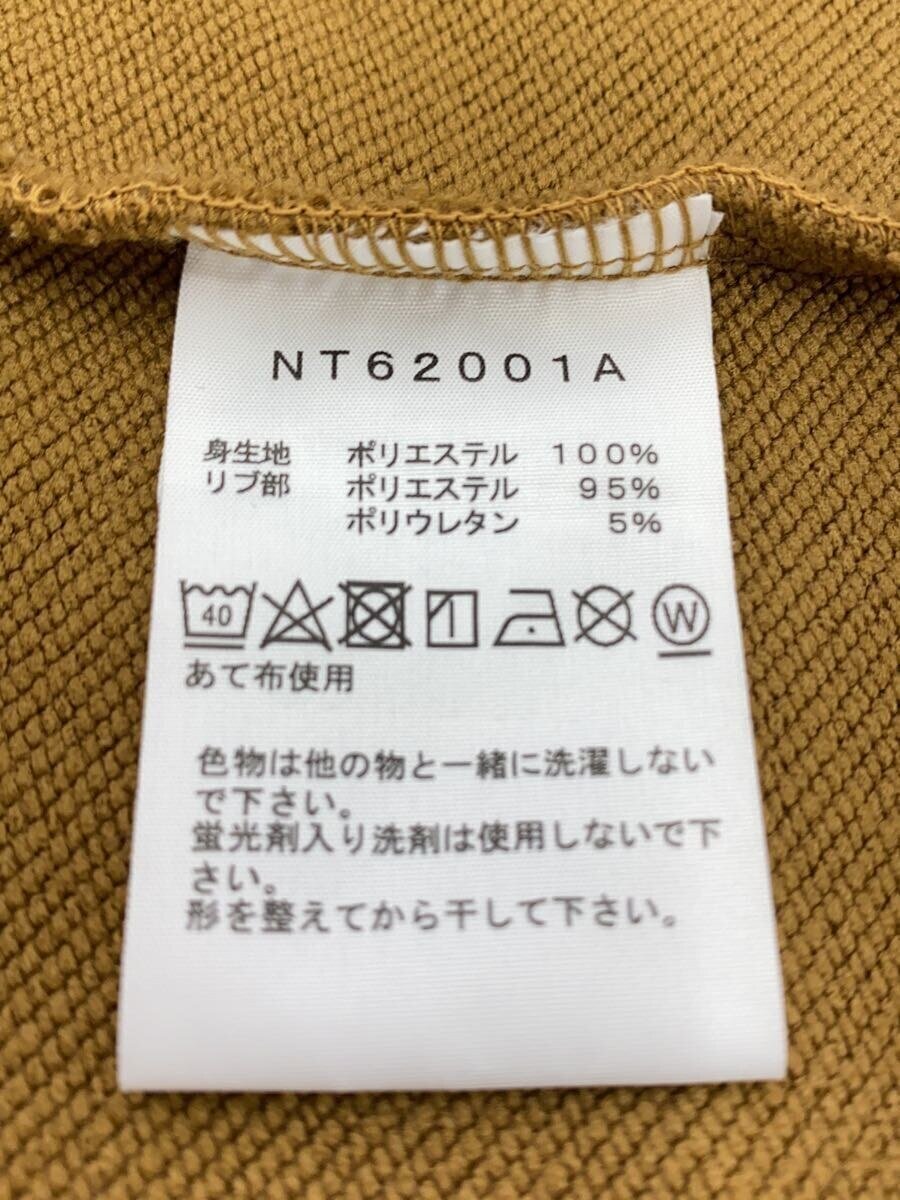 NT62001A
身生地 ポリエステル 100%
リブ部 ポリエステル 95%
ポリウレタン 5%
40 W
あて布使用
色物は他の物と一緒に洗濯しない
で下さい。
蛍光剤入り洗剤は使用しないで下
さい。
形を整えてから干して下さい。